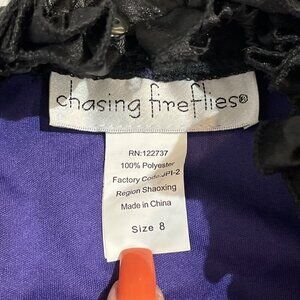 chasing fireflies®
RN:122737
100% Polyester
Factory Code:JPI-2
Region Shaoxing
Made in China
Size 8